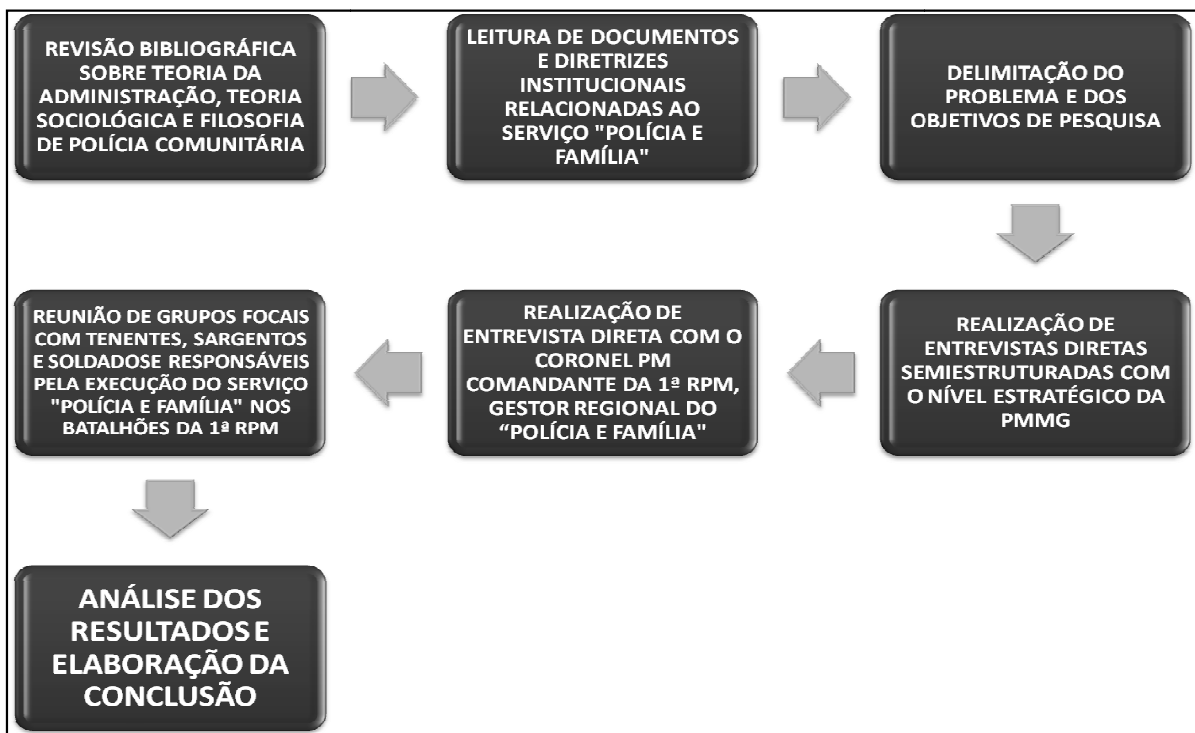 REVISÃO BIBLIOGRÁFICA
SOBRE TEORIA DA
ADMINISTRAÇÃO, TEORIA
SOCIOLÓGICA E FILOSOFIA
DE POLÍCIA COMUNITÁRIA
LEITURA DE DOCUMENTOS
E DIRETRIZES
INSTITUCIONAIS
RELACIONADAS AO
SERVIÇO "POLÍCIA E
FAMÍLIA"
DELIMITAÇÃO DO
PROBLEMA E DOS
OBJETIVOS DE PESQUISA
REALIZAÇÃO DE
ENTREVISTAS DIRETAS
SEMIESTRUTURADAS COM
O NÍVEL ESTRATÉGICO DA
PMMG
REALIZAÇÃO DE
ENTREVISTA DIRETA COM O
CORONEL PM
COMANDANTE DA 1ª RPM,
GESTOR REGIONAL DO
“POLÍCIA E FAMÍLIA"
REUNIÃO DE GRUPOS FOCAIS
COM TENENTES, SARGENTOS
E SOLDADOSE RESPONSÁVEIS
PELA EXECUÇÃO DO SERVIÇO
"POLÍCIA E FAMÍLIA" NOS
BATALHÕES DA 1ª RPM
ANÁLISE DOS
RESULTADOS E
ELABORAÇÃO DA
CONCLUSÃO